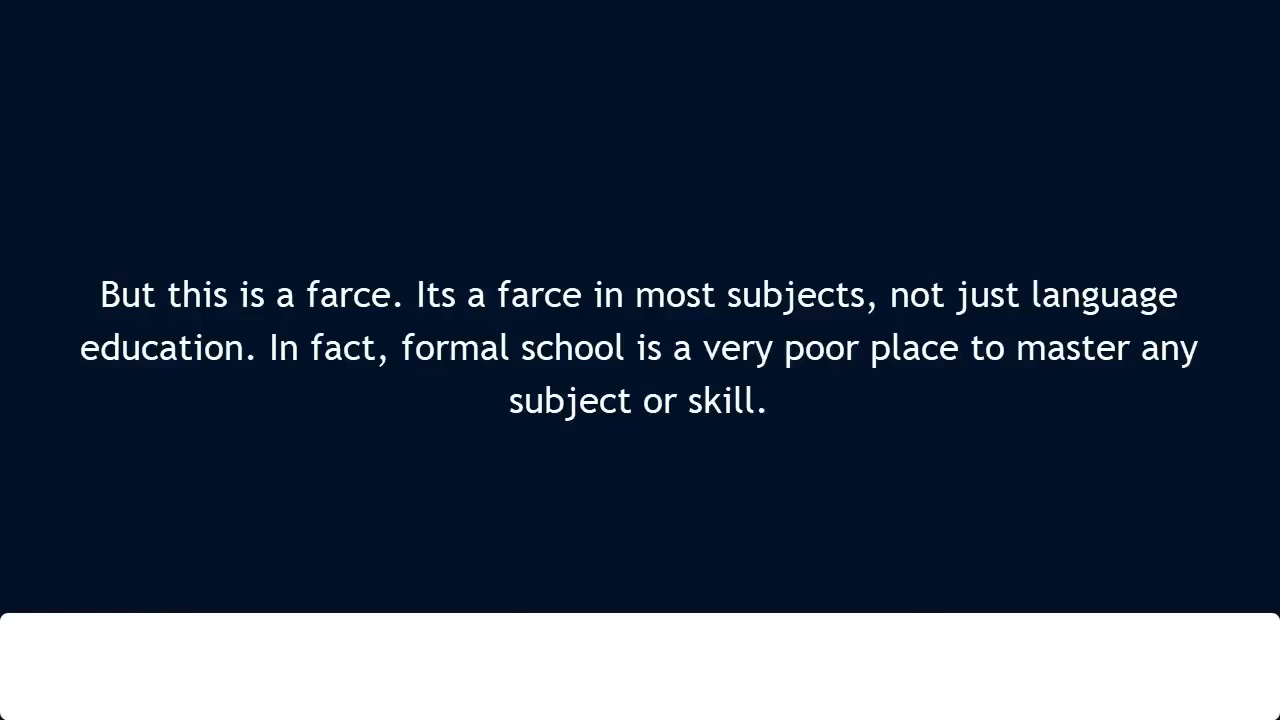 But this is a farce. Its a farce in most subjects, not just language
education. In fact, formal school is a very poor place to master any
subject or skill.